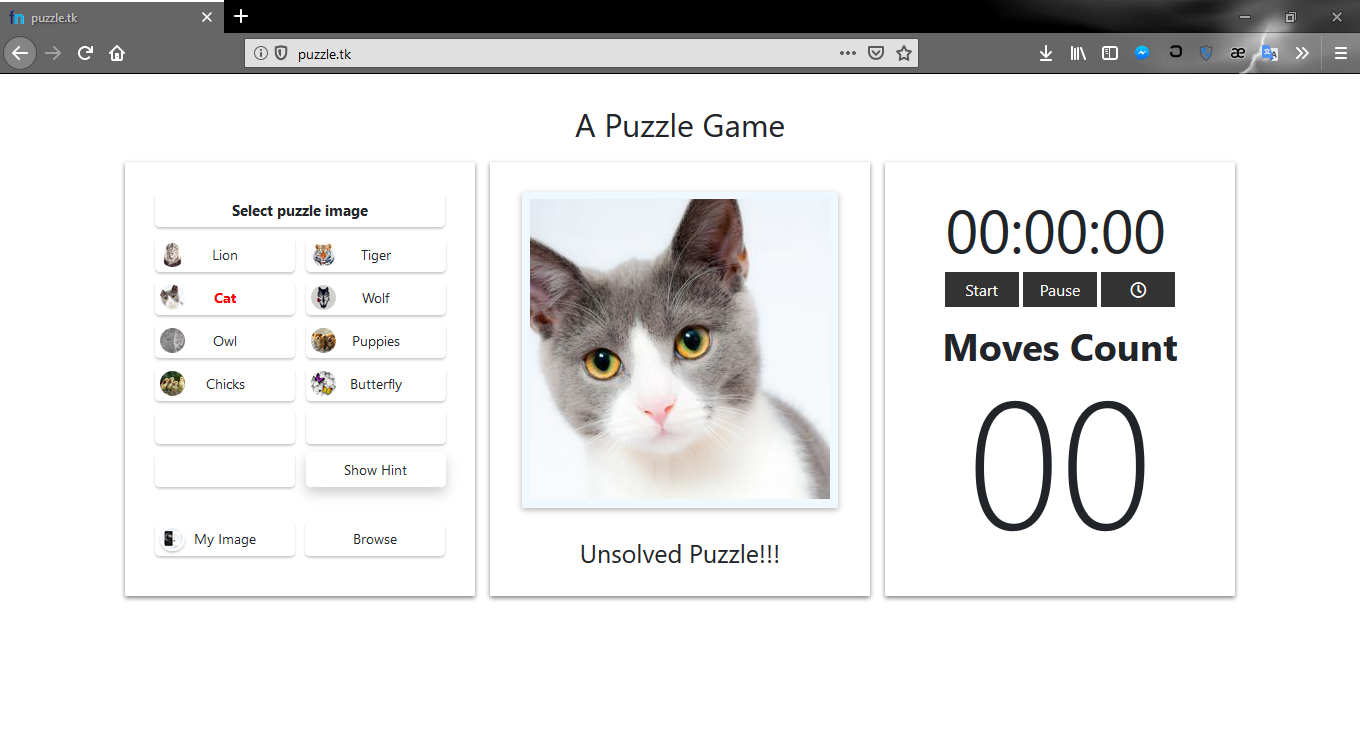 fn puzzle.tk
puzzle.tk
æ
A Puzzle Game
Select puzzle image
Lion
Tiger
Cat
Wolf
Owl
Puppies
Chicks
Butterfly
Show Hint
My Image
Browse
Unsolved Puzzle!!!
00:00:00
Start
Pause
Moves Count
00